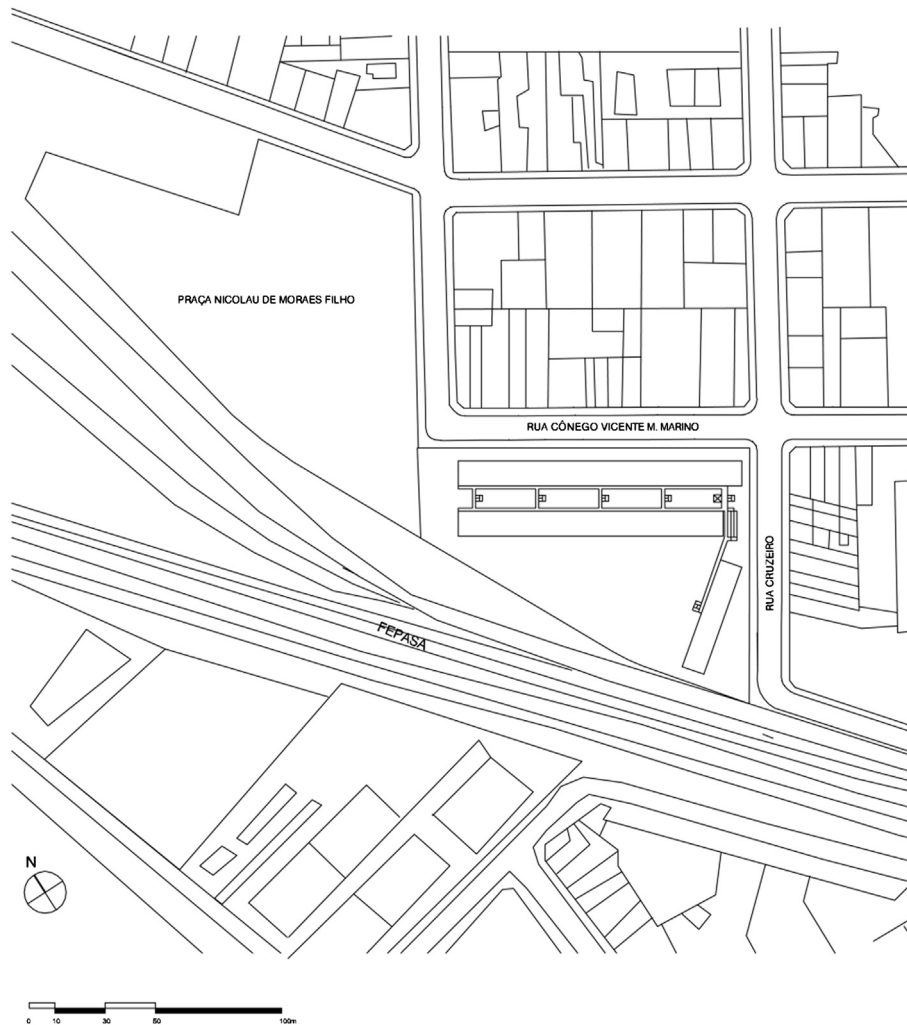 PRAÇA NICOLAU DE MORAES FILHO
RUA CÔNEGO VICENTE M. MARINO
RUA CRUZEIRO
FEPASA
N
0 10 30 50 100m